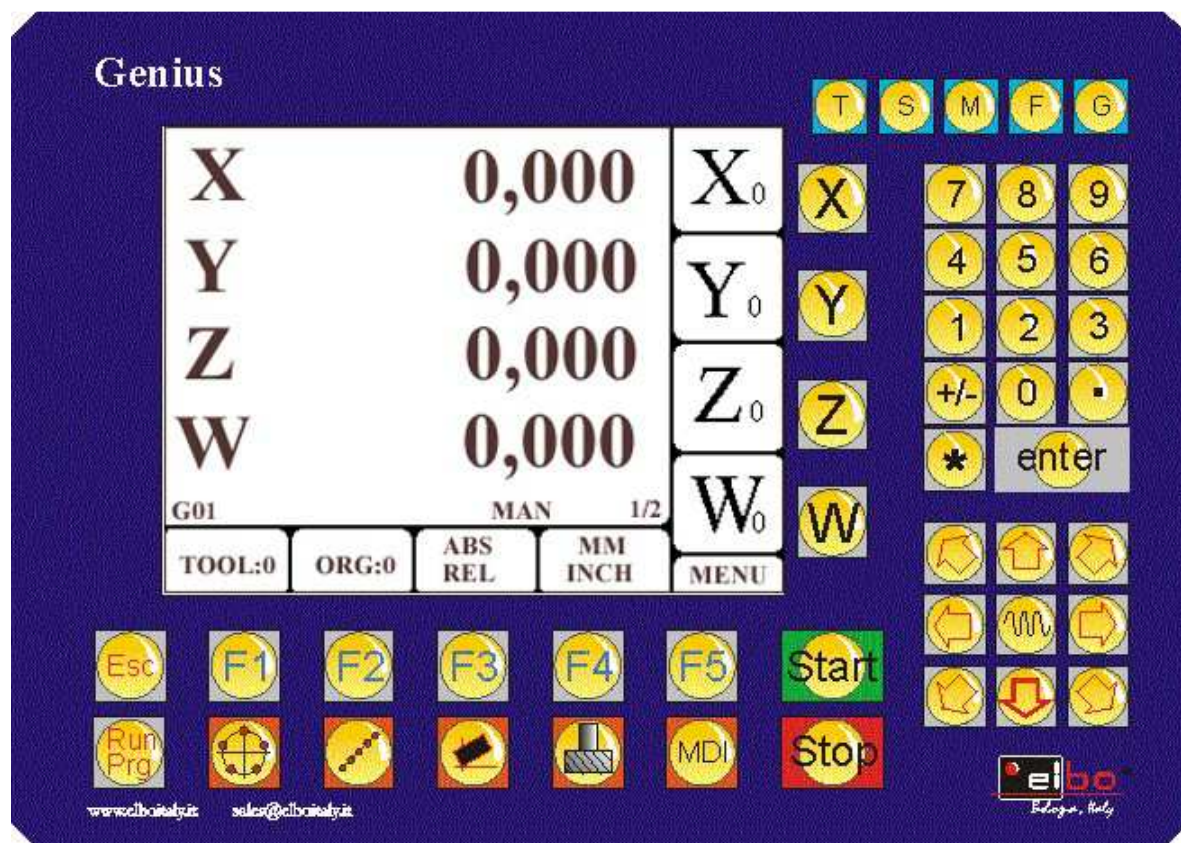 Genius
T S M F G
X 0,000 X0 X
Y 0,000 Y0 Y
Z 0,000 Z0 Z
W 0,000 W0 W
G01 MAN 1/2
TOOL:0 ORG:0 ABS REL MM INCH MENU
7 8 9
4 5 6
1 2 3
+/- 0 .
* enter
Esc F1 F2 F3 F4 F5 Start
Run Prg MDI Stop
elbo
Bologna, Italy
www.elboitaly.it sales@elboitaly.it